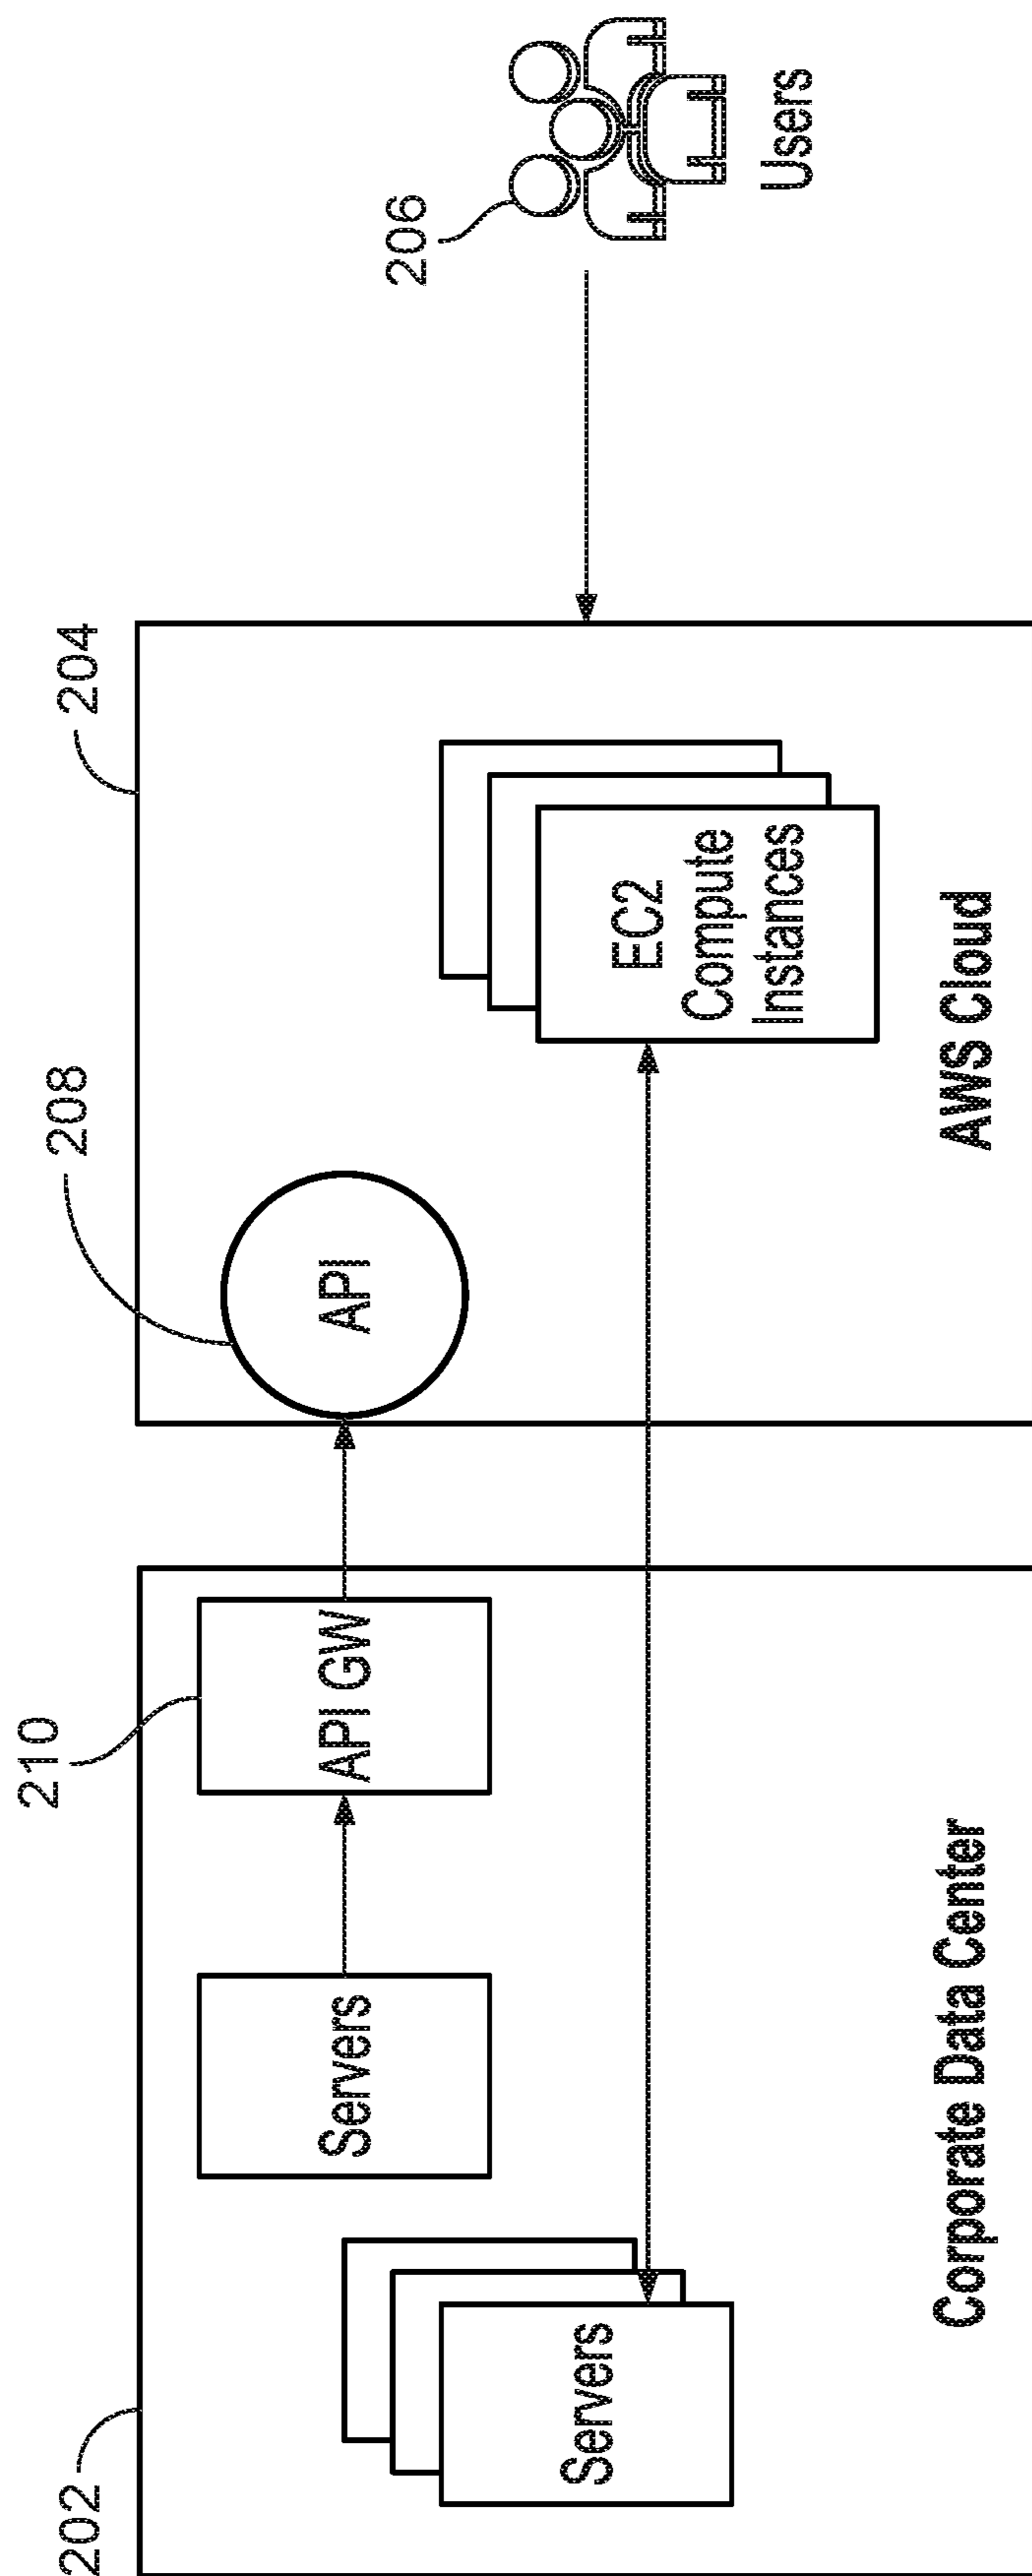 202
210
208
204
206
Servers
Servers
API GW
API
EC2
Compute
Instances
Users
Corporate Data Center
AWS Cloud